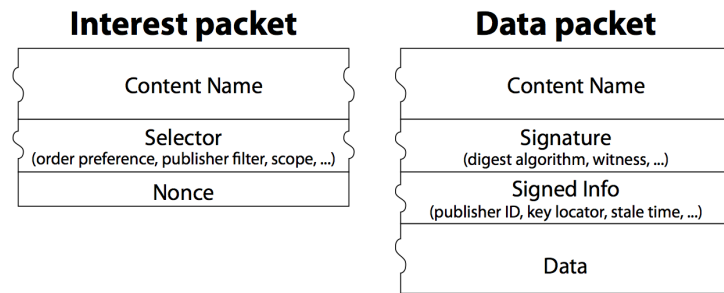 Interest packet
Content Name
Selector
(order preference, publisher filter, scope, ...)
Nonce
Data packet
Content Name
Signature
(digest algorithm, witness, ...)
Signed Info
(publisher ID, key locator, stale time, ...)
Data